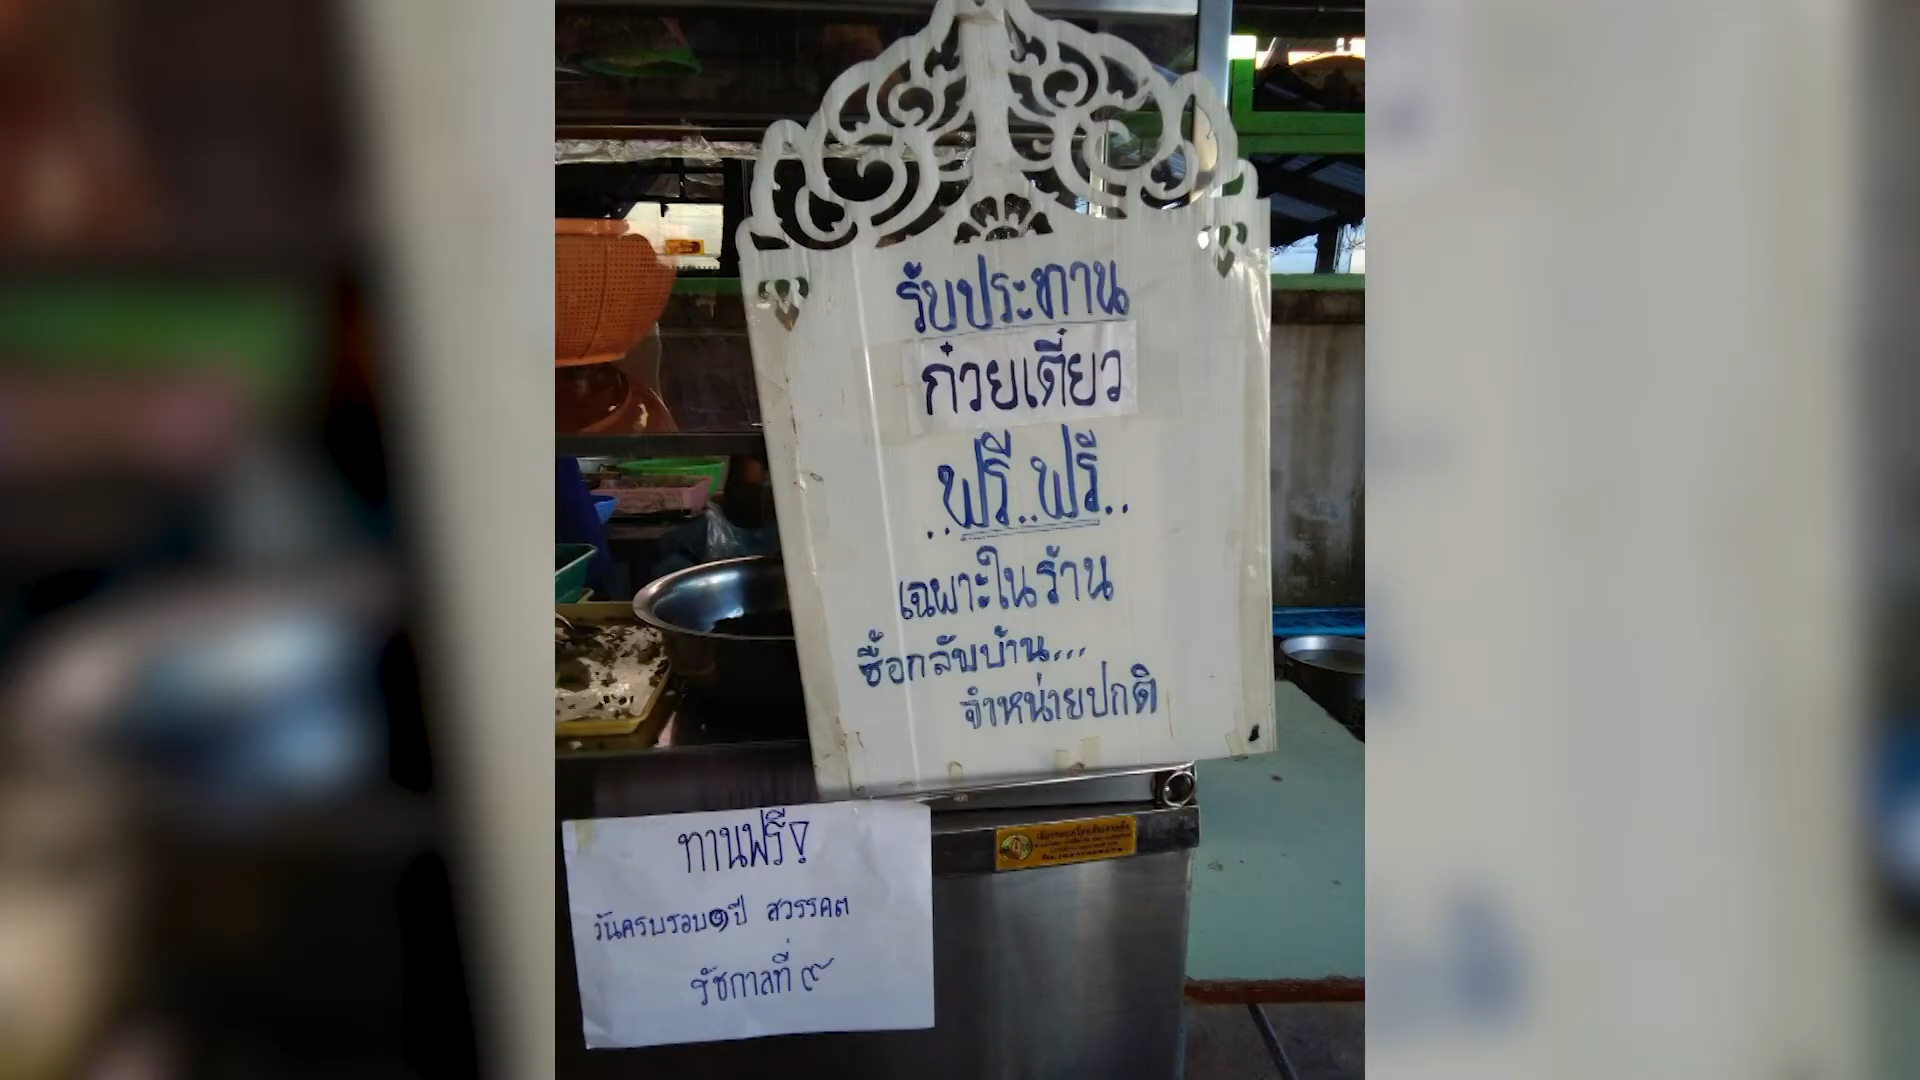 รับประทาน
ก๋วยเตี๋ยว
..ฟรี..ฟรี..
เฉพาะในร้าน
ซื้อกลับบ้าน...
จำหน่ายปกติ
ทานฟรี!
วันครบรอบ๑ปี สวรรคต
รัชกาลที่ ๙